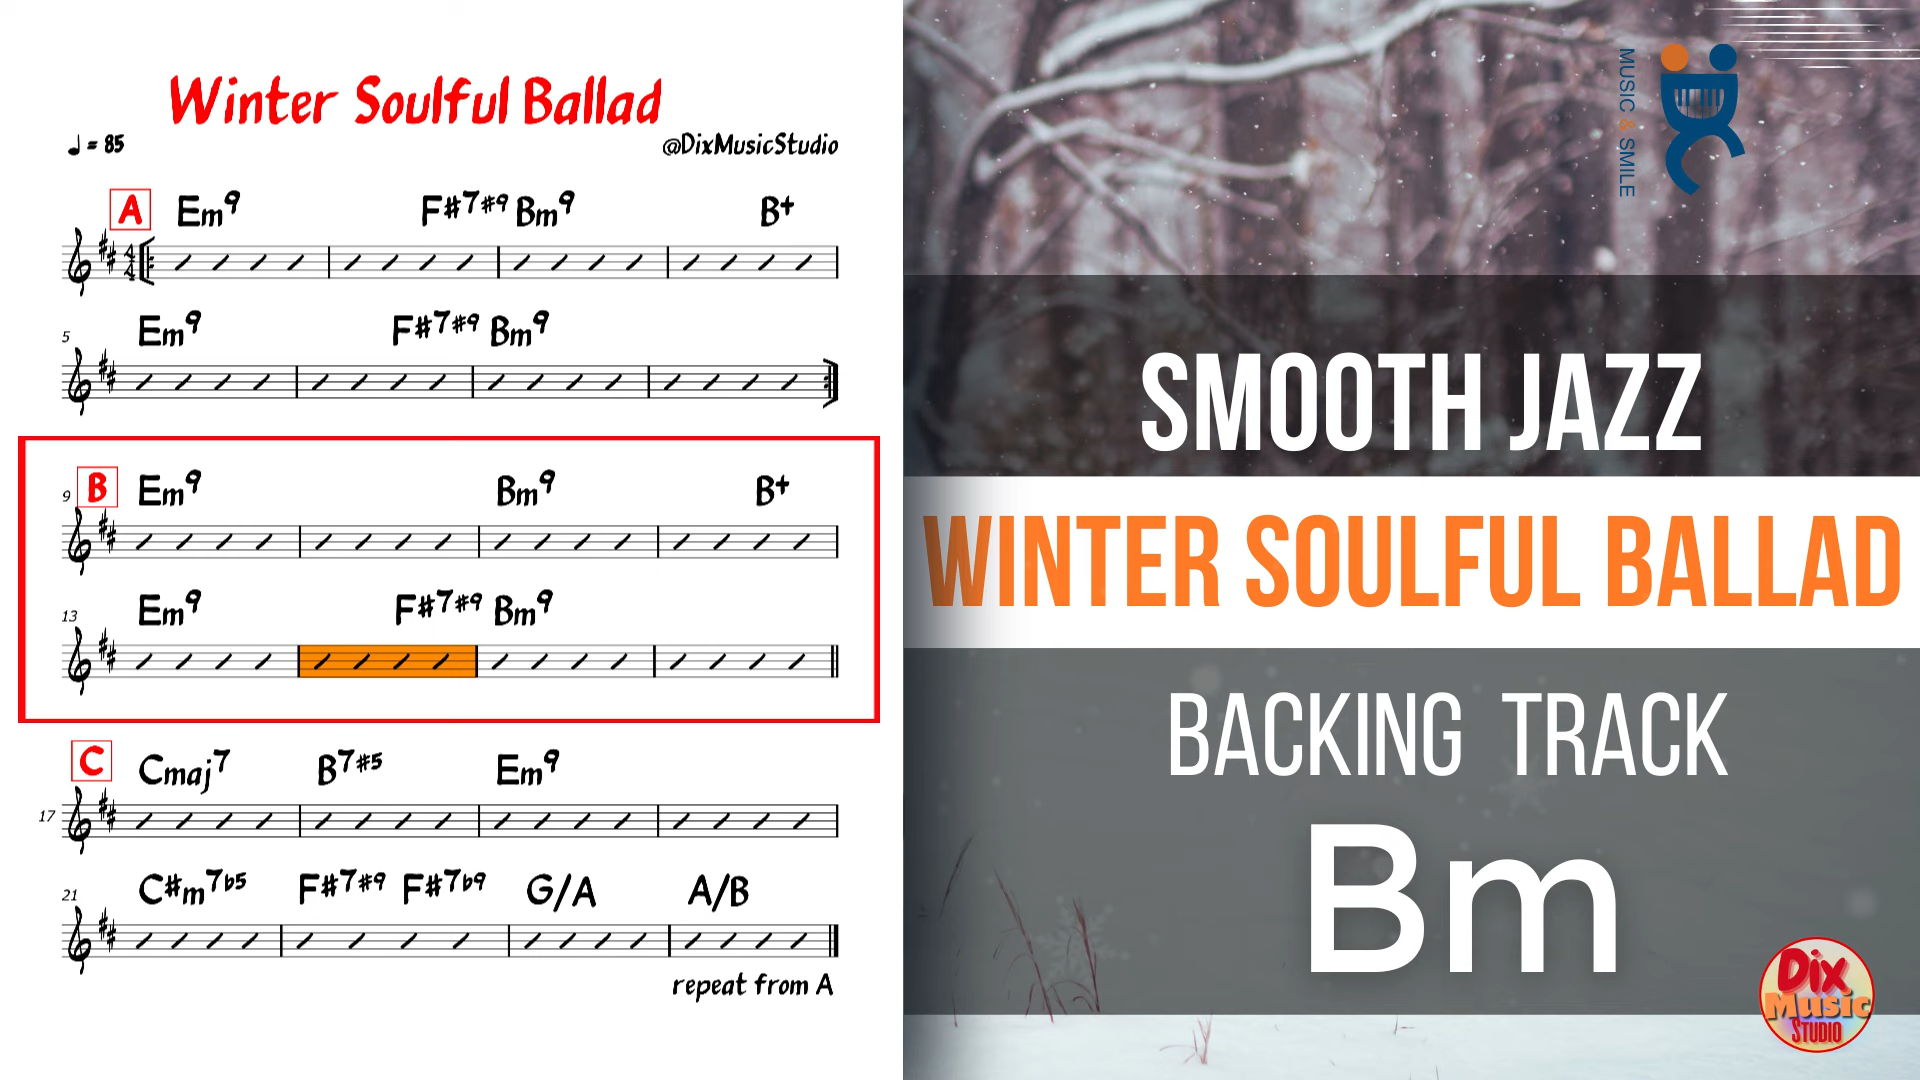 Winter Soulful Ballad
♩ = 85
@DixMusicStudio
A Em9 F#7#9 Bm9 B+
4/4
5 Em9 F#7#9 Bm9
9 B Em9 Bm9 B+
13 Em9 F#7#9 Bm9
C Cmaj7 B7#5 Em9
17
21 C#m7b5 F#7#9 F#7b9 G/A A/B
repeat from A
MUSIC & SMILE
SMOOTH JAZZ
WINTER SOULFUL BALLAD
BACKING TRACK
Bm
Dix
Music
STUDIO